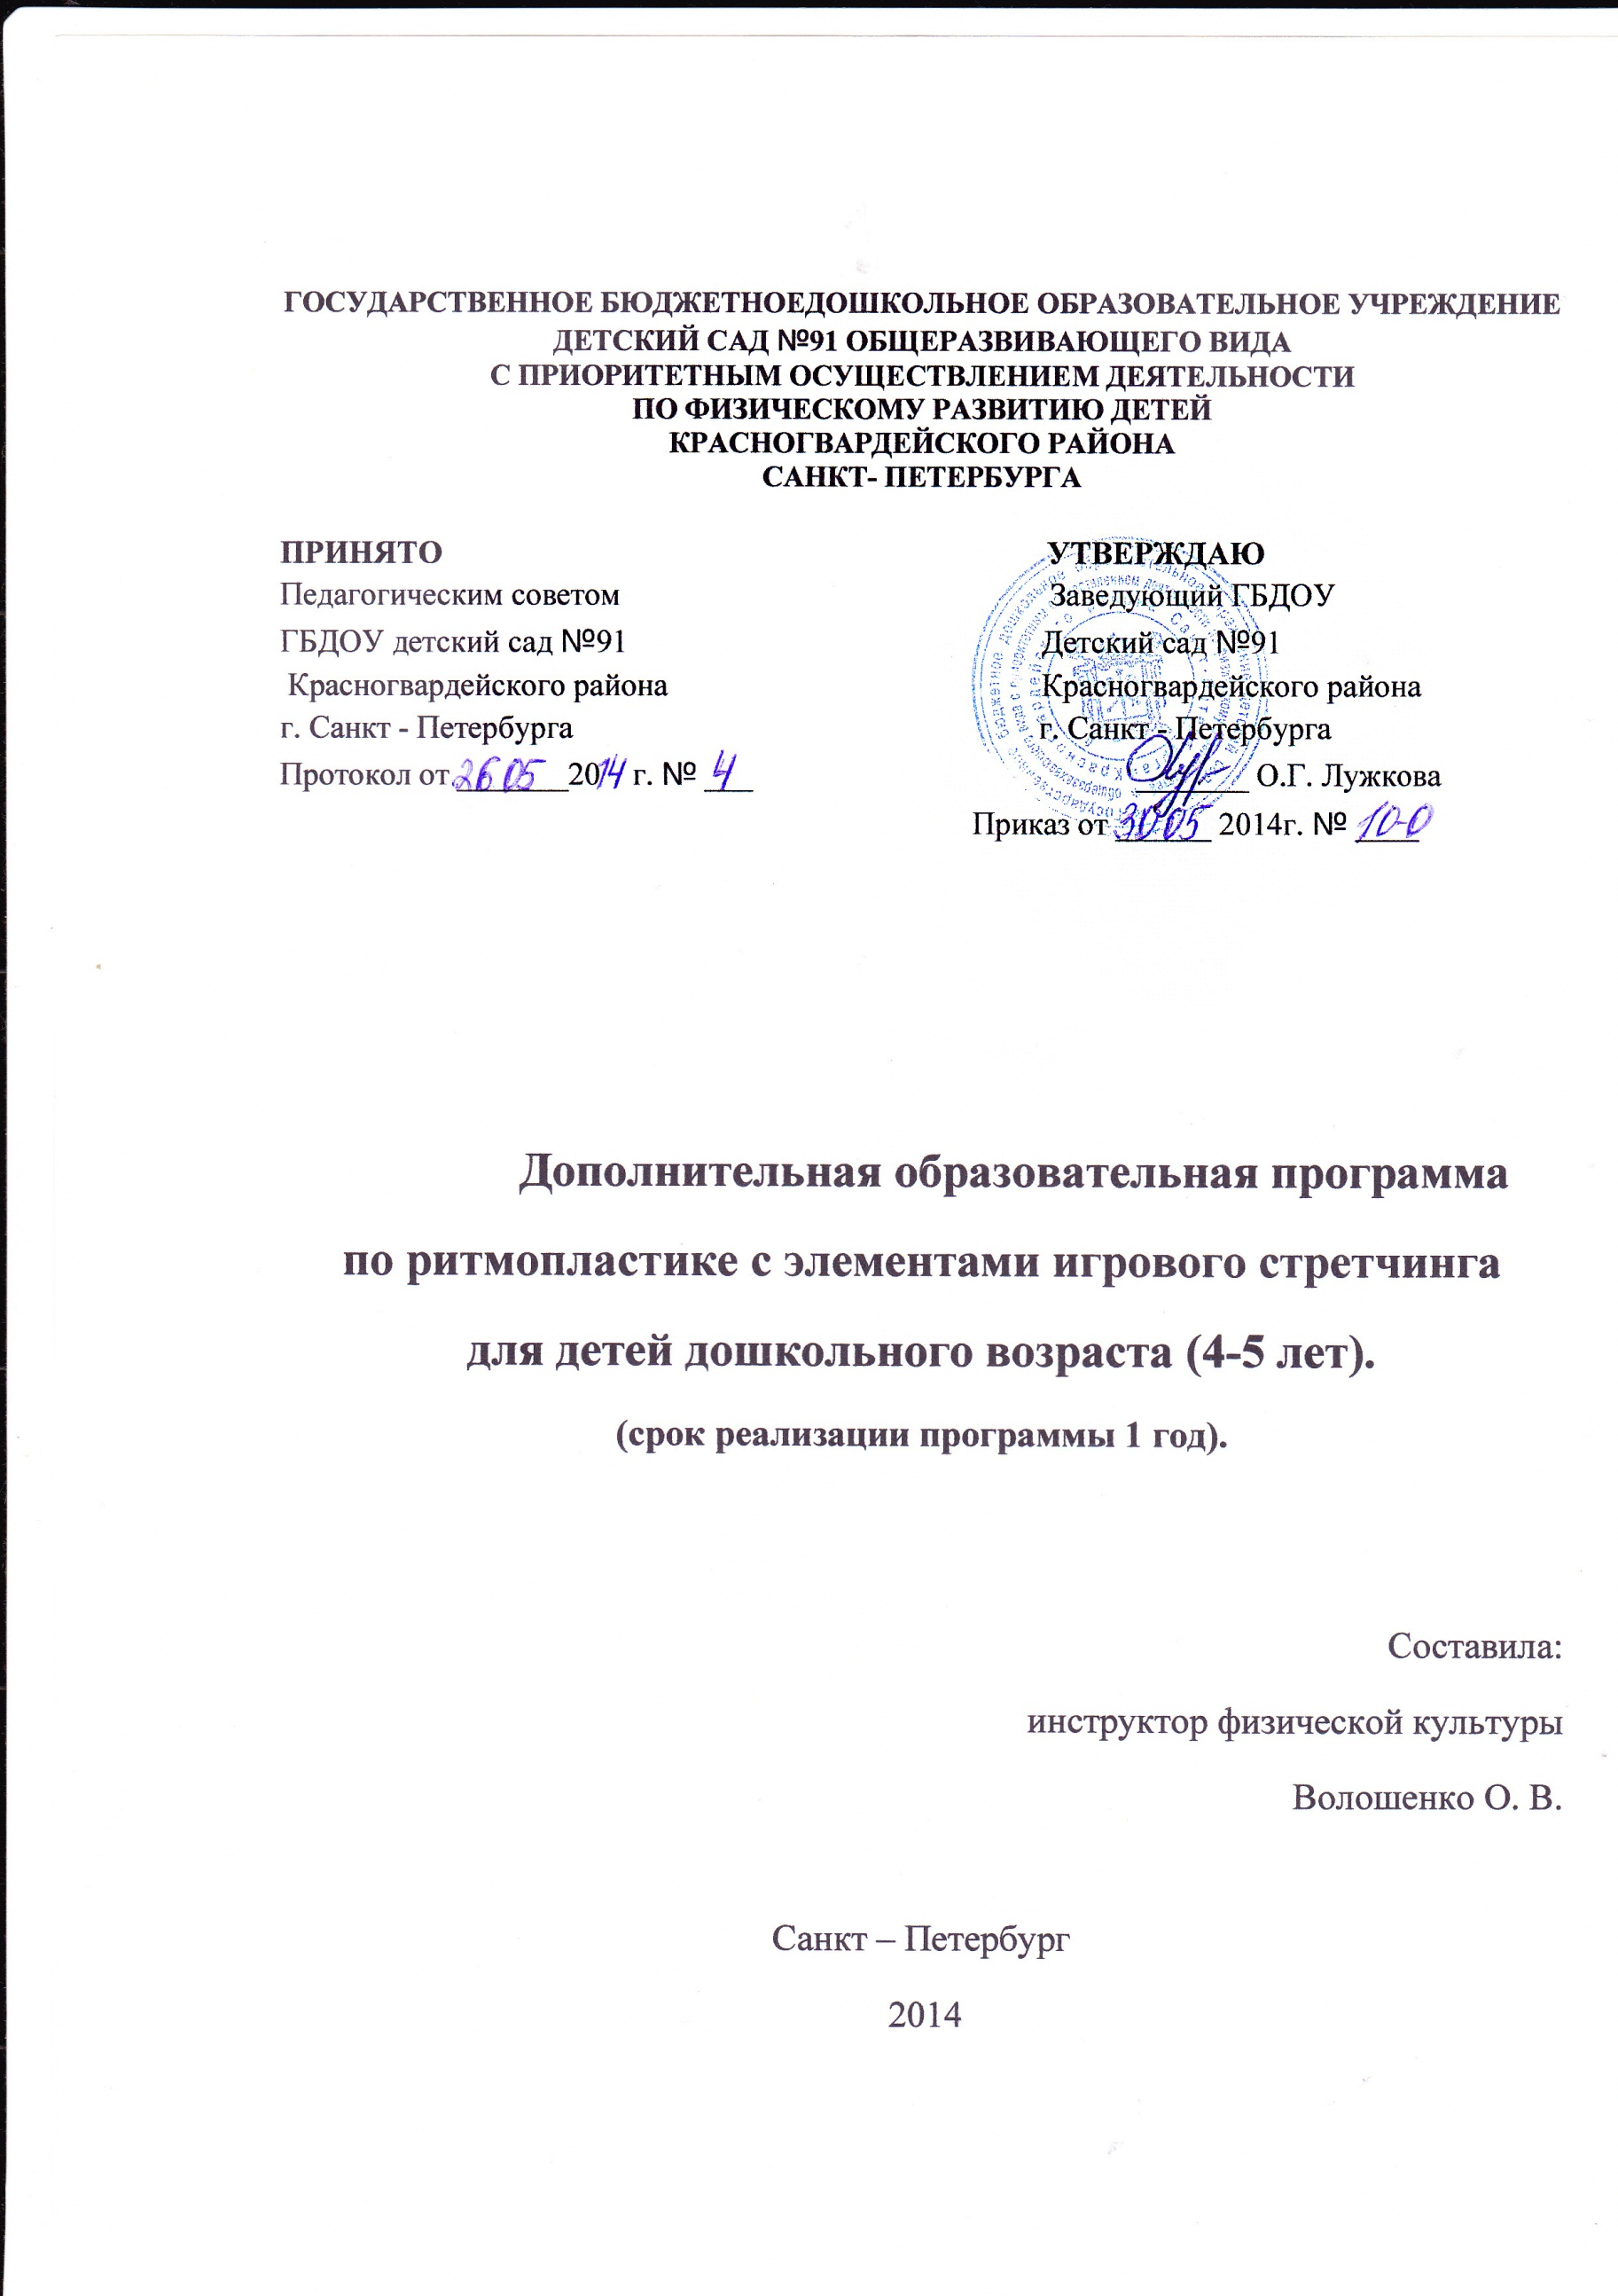 ГОСУДАРСТВЕННОЕ БЮДЖЕТНОЕДОШКОЛЬНОЕ ОБРАЗОВАТЕЛЬНОЕ УЧРЕЖДЕНИЕ
ДЕТСКИЙ САД №91 ОБЩЕРАЗВИВАЮЩЕГО ВИДА
С ПРИОРИТЕТНЫМ ОСУЩЕСТВЛЕНИЕМ ДЕЯТЕЛЬНОСТИ
ПО ФИЗИЧЕСКОМУ РАЗВИТИЮ ДЕТЕЙ
КРАСНОГВАРДЕЙСКОГО РАЙОНА
САНКТ- ПЕТЕРБУРГА
ПРИНЯТО
Педагогическим советом
ГБДОУ детский сад №91
Красногвардейского района
г. Санкт - Петербурга
Протокол от 26 05 2014 г. № 4
УТВЕРЖДАЮ
Заведующий ГБДОУ
Детский сад №91
Красногвардейского района
г. Санкт - Петербурга
О.Г. Лужкова
Приказ от 30 05 2014г. № 10-О
Дополнительная образовательная программа
по ритмопластике с элементами игрового стретчинга
для детей дошкольного возраста (4-5 лет).
(срок реализации программы 1 год).
Составила:
инструктор физической культуры
Волошенко О. В.
Санкт – Петербург
2014